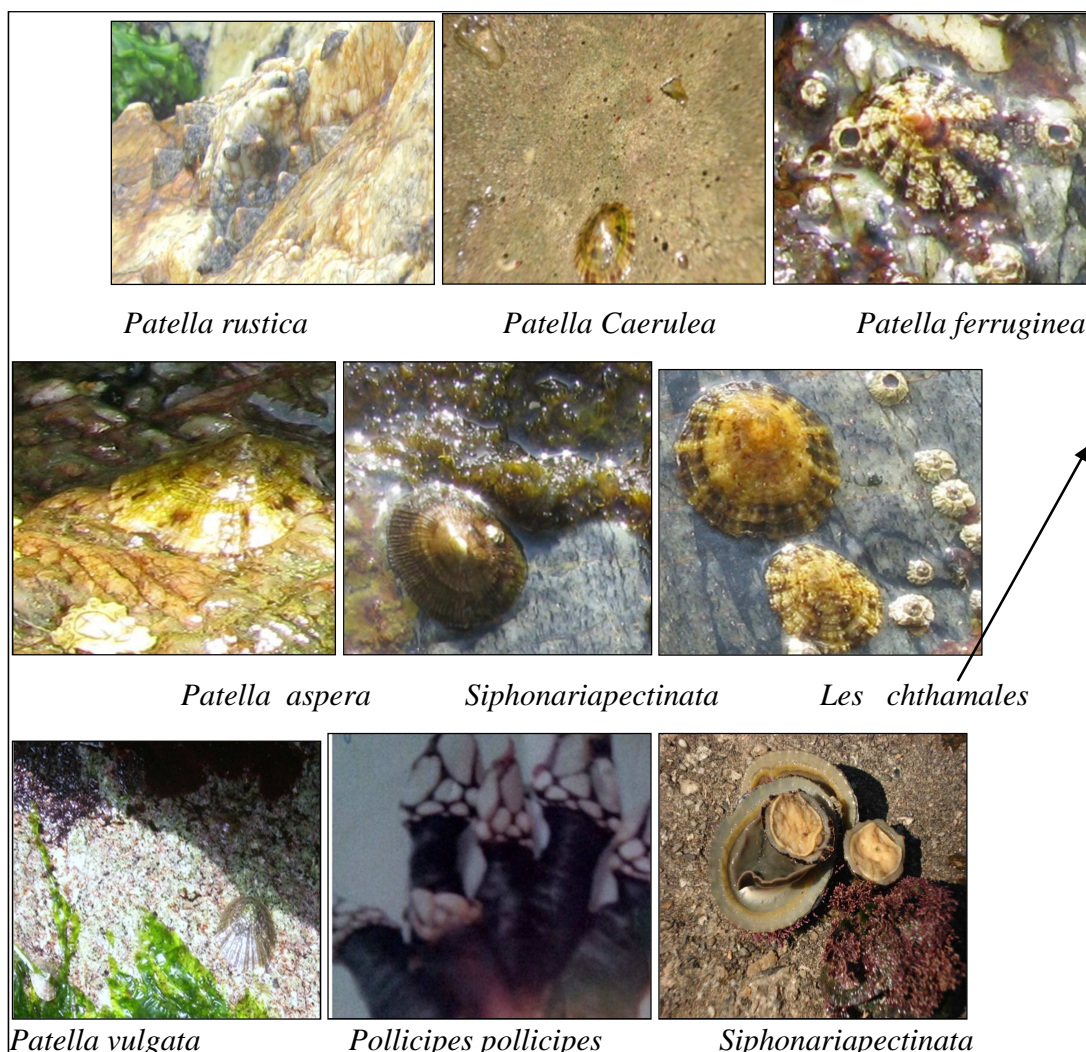 Patella rustica Patella Caerulea Patella ferruginea
Patella aspera Siphonariapectinata Les chthamales
Patella vulgata Pollicipes pollicipes Siphonariapectinata